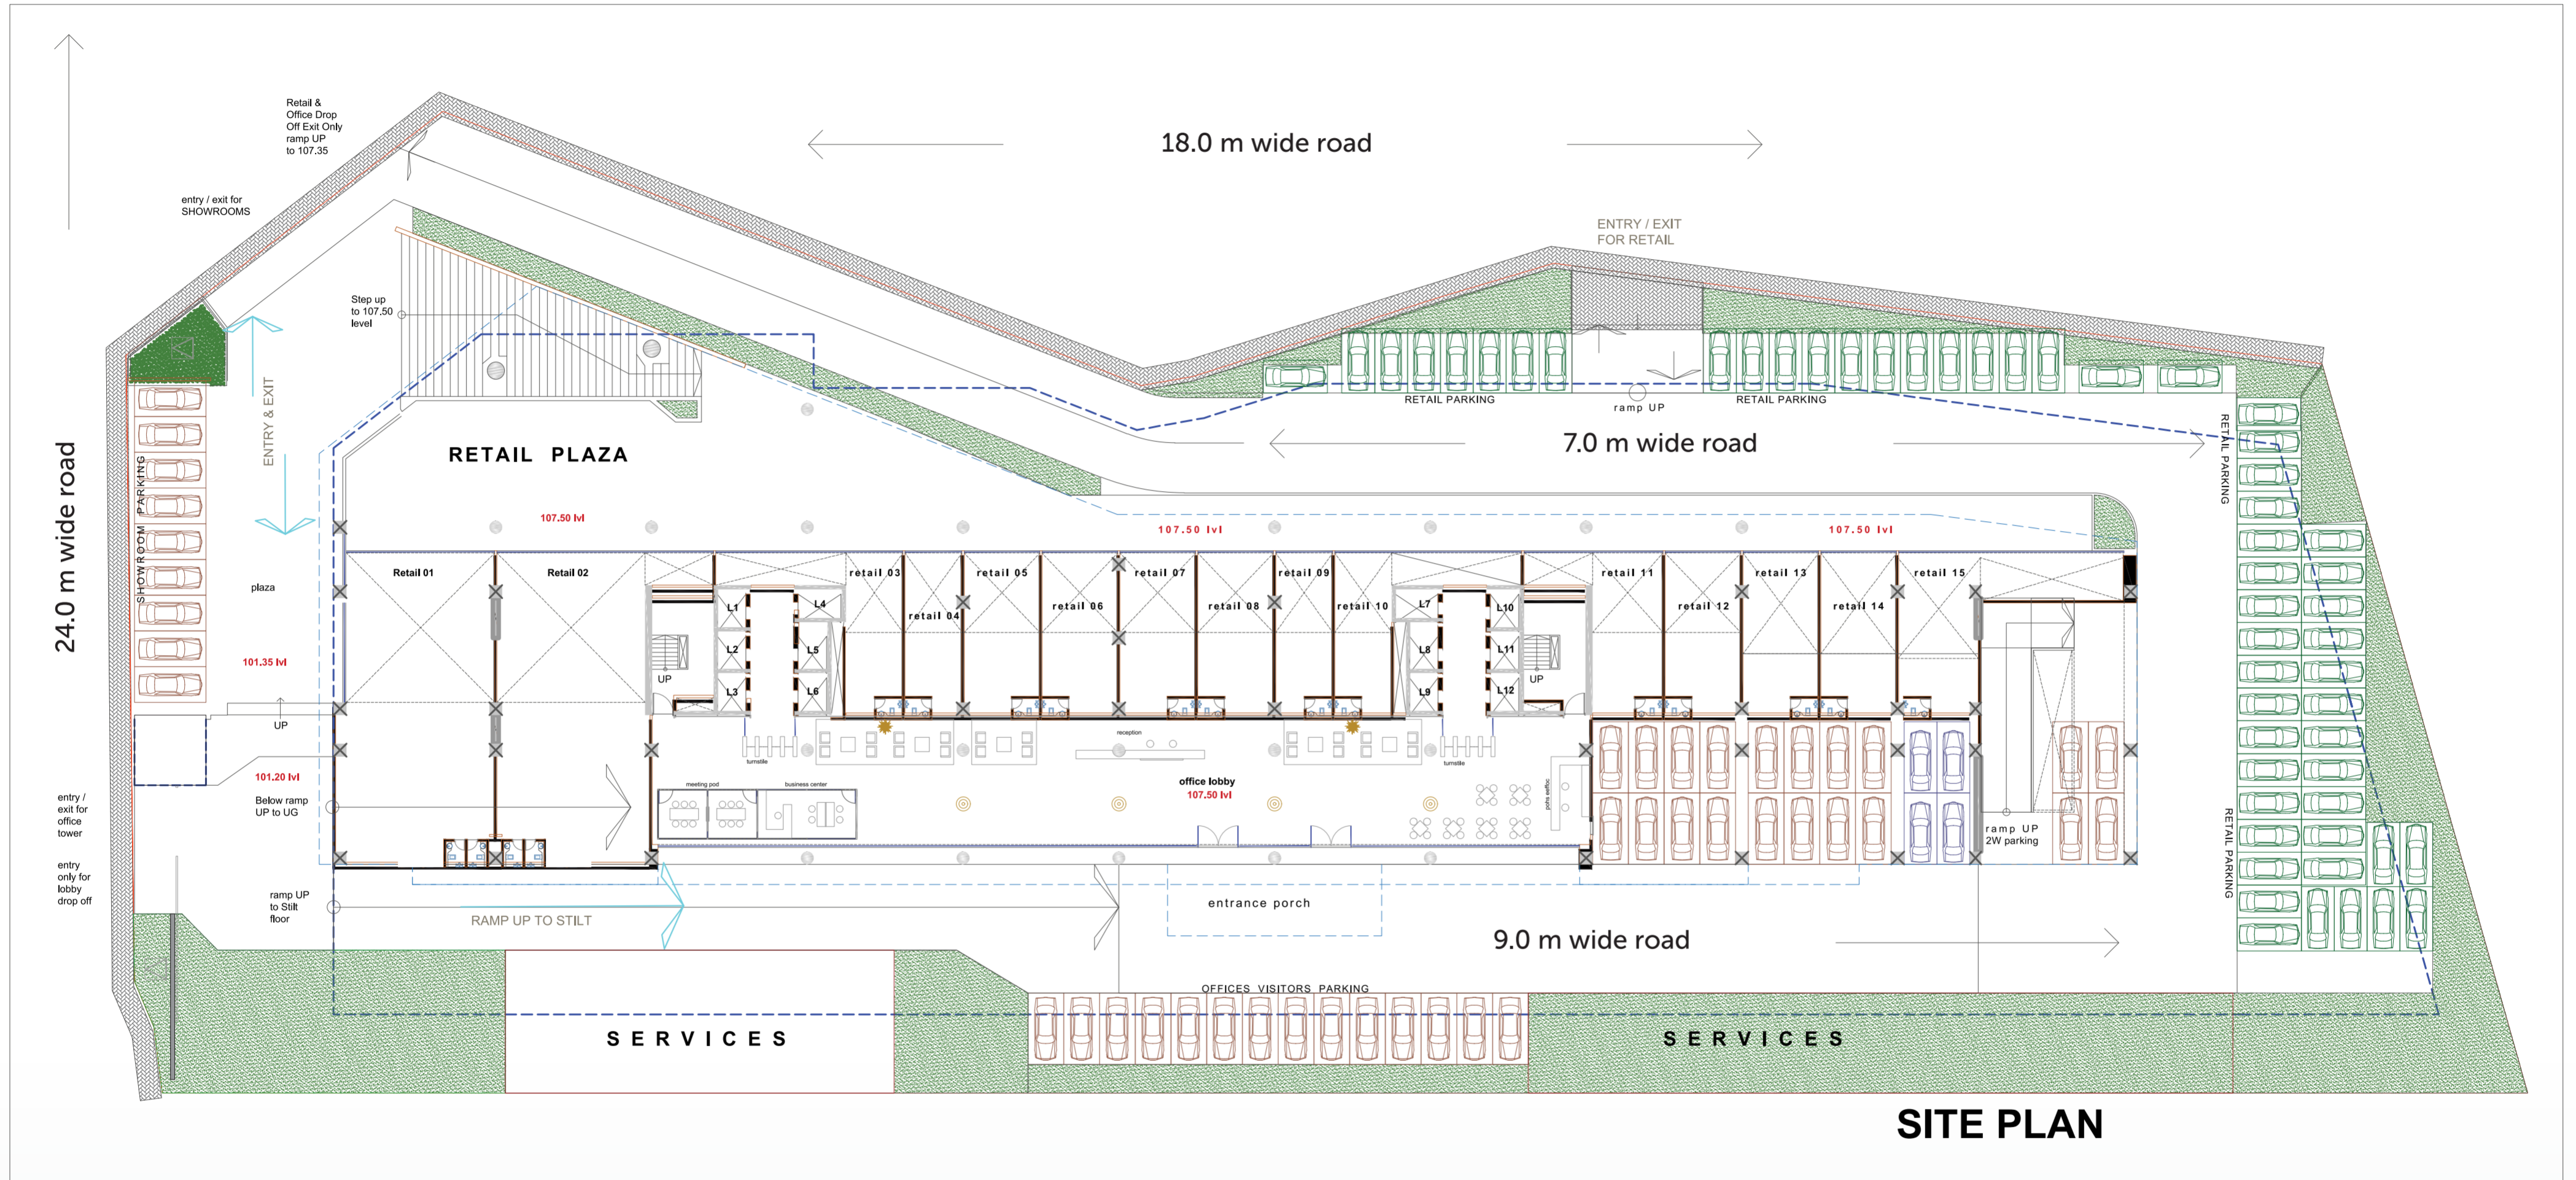 Retail &
Office Drop
Off Exit Only
ramp UP
to 107.35
18.0 m wide road
entry / exit for
SHOWROOMS
ENTRY / EXIT
FOR RETAIL
Step up
to 107.50
level
ENTRY & EXIT
RETAIL PARKING
ramp UP
RETAIL PARKING
RETAIL PARKING
RETAIL PLAZA
7.0 m wide road
24.0 m wide road
SHOWROOM PARKING
107.50 lvl
107.50 lvl
107.50 lvl
plaza
Retail 01
Retail 02
retail 03
retail 04
retail 05
retail 06
retail 07
retail 08
retail 09
retail 10
retail 11
retail 12
retail 13
retail 14
retail 15
L1
L2
L3
L4
L5
L6
L7
L8
L9
L10
L11
L12
UP
UP
101.35 lvl
UP
101.20 lvl
reception
turnstile
turnstile
meeting pod
business center
office lobby
107.50 lvl
coffee shop
entry /
exit for
office
tower
Below ramp
UP to UG
ramp UP
2W parking
RETAIL PARKING
entry
only for
lobby
drop off
ramp UP
to Stilt
floor
RAMP UP TO STILT
entrance porch
9.0 m wide road
OFFICES VISITORS PARKING
SERVICES
SERVICES
SITE PLAN